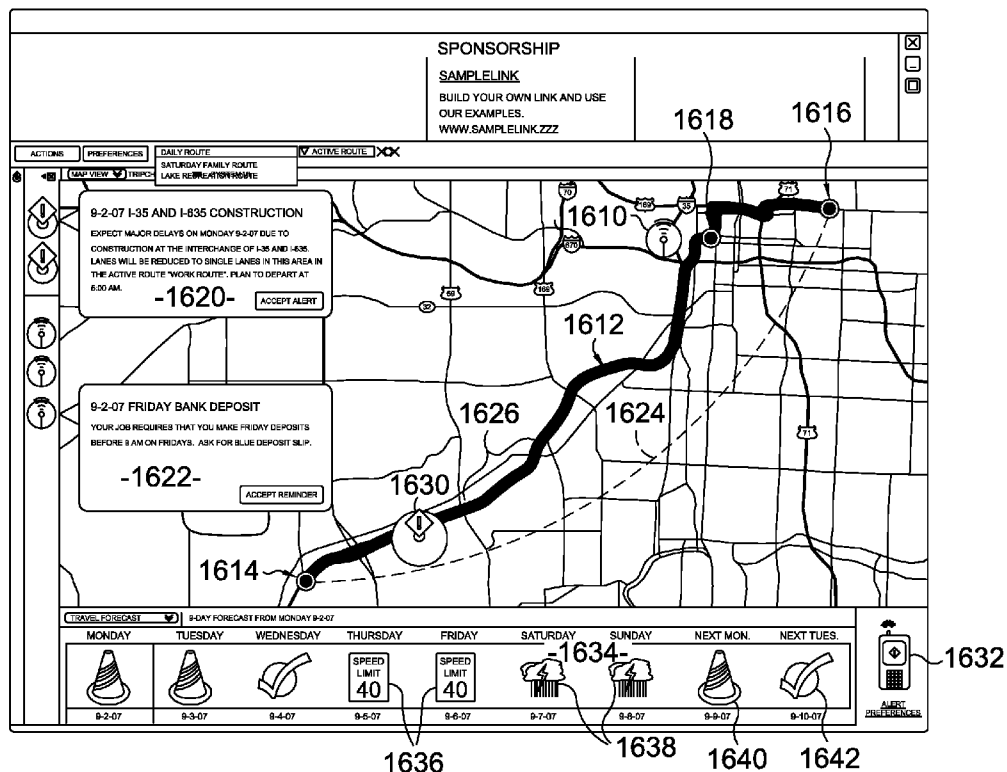 SPONSORSHIP
SAMPLELINK
BUILD YOUR OWN LINK AND USE
OUR EXAMPLES.
WWW.SAMPLELINK.ZZZ
1618
1616
ACTIONS
PREFERENCES
DAILY ROUTE
ACTIVE ROUTE
SATURDAY FAMILY ROUTE
LAKE RECREATION ROUTE
MAP VIEW
TRIPCH
9-2-07 I-35 AND I-635 CONSTRUCTION
EXPECT MAJOR DELAYS ON MONDAY 9-2-07 DUE TO
CONSTRUCTION AT THE INTERCHANGE OF I-35 AND I-635.
LANES WILL BE REDUCED TO SINGLE LANES IN THIS AREA IN
THE ACTIVE ROUTE "WORK ROUTE". PLAN TO DEPART AT
6:00 AM.
-1620-
ACCEPT ALERT
70
169
35
71
1610
670
59
169
32
1612
1626
1624
71
9-2-07 FRIDAY BANK DEPOSIT
YOUR JOB REQUIRES THAT YOU MAKE FRIDAY DEPOSITS
BEFORE 9 AM ON FRIDAYS. ASK FOR BLUE DEPOSIT SLIP.
-1622-
ACCEPT REMINDER
1630
1614
TRAVEL FORECAST
9-DAY FORECAST FROM MONDAY 9-2-07
MONDAY TUESDAY WEDNESDAY THURSDAY FRIDAY SATURDAY SUNDAY NEXT MON. NEXT TUES.
-1634-
SPEED
LIMIT
40
SPEED
LIMIT
40
1632
9-2-07 9-3-07 9-4-07 9-5-07 9-6-07 9-7-07 9-8-07 9-9-07 9-10-07
ALERT
PREFERENCES
1636
1638
1640
1642